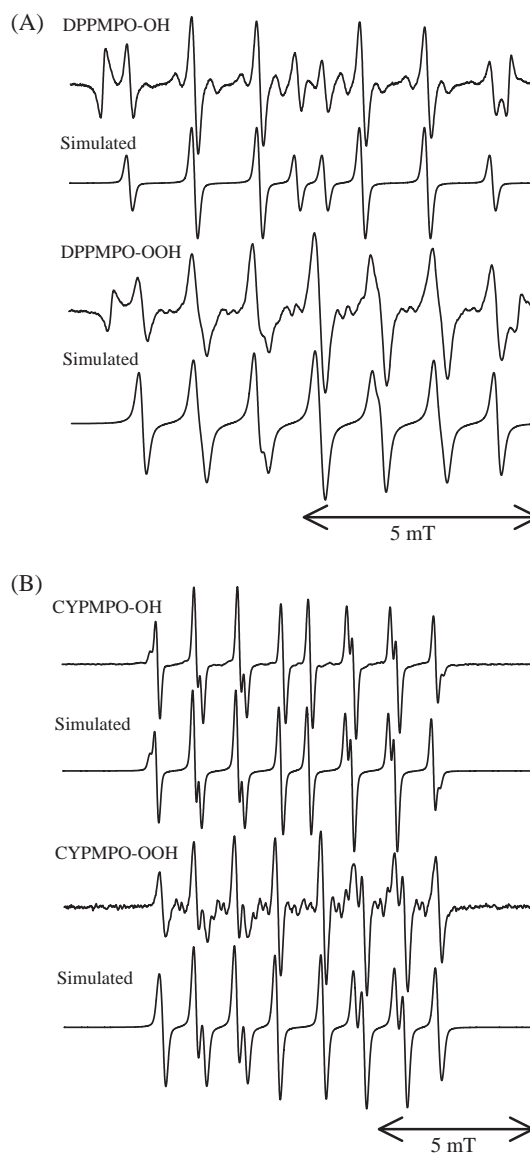 (A)
DPPMPO-OH
Simulated
DPPMPO-OOH
Simulated
5 mT
(B)
CYPMPO-OH
Simulated
CYPMPO-OOH
Simulated
5 mT